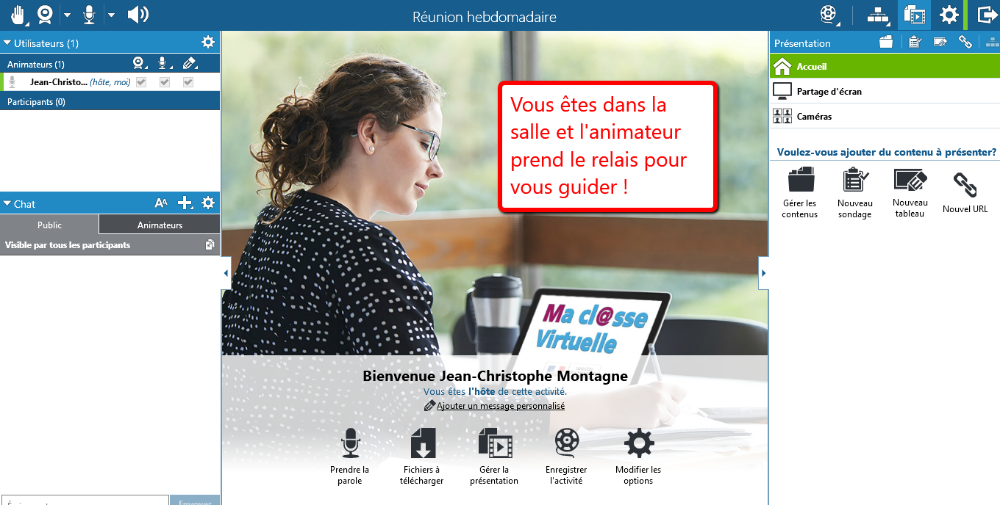 Réunion hebdomadaire
Utilisateurs (1)
Animateurs (1)
Jean-Christo... (hôte, moi)
Participants (0)
Chat
AA
Public
Animateurs
Visible par tous les participants
Envoyer
Vous êtes dans la
salle et l'animateur
prend le relais pour
vous guider !
Ma cl@sse
Virtuelle
Bienvenue Jean-Christophe Montagne
Vous êtes l'hôte de cette activité.
Ajouter un message personnalisé
Prendre la
parole
Fichiers à
télécharger
Gérer la
présentation
Enregistrer
l'activité
Modifier les
options
Présentation
Accueil
Partage d'écran
Caméras
Voulez-vous ajouter du contenu à présenter?
Gérer les
contenus
Nouveau
sondage
Nouveau
tableau
Nouvel URL